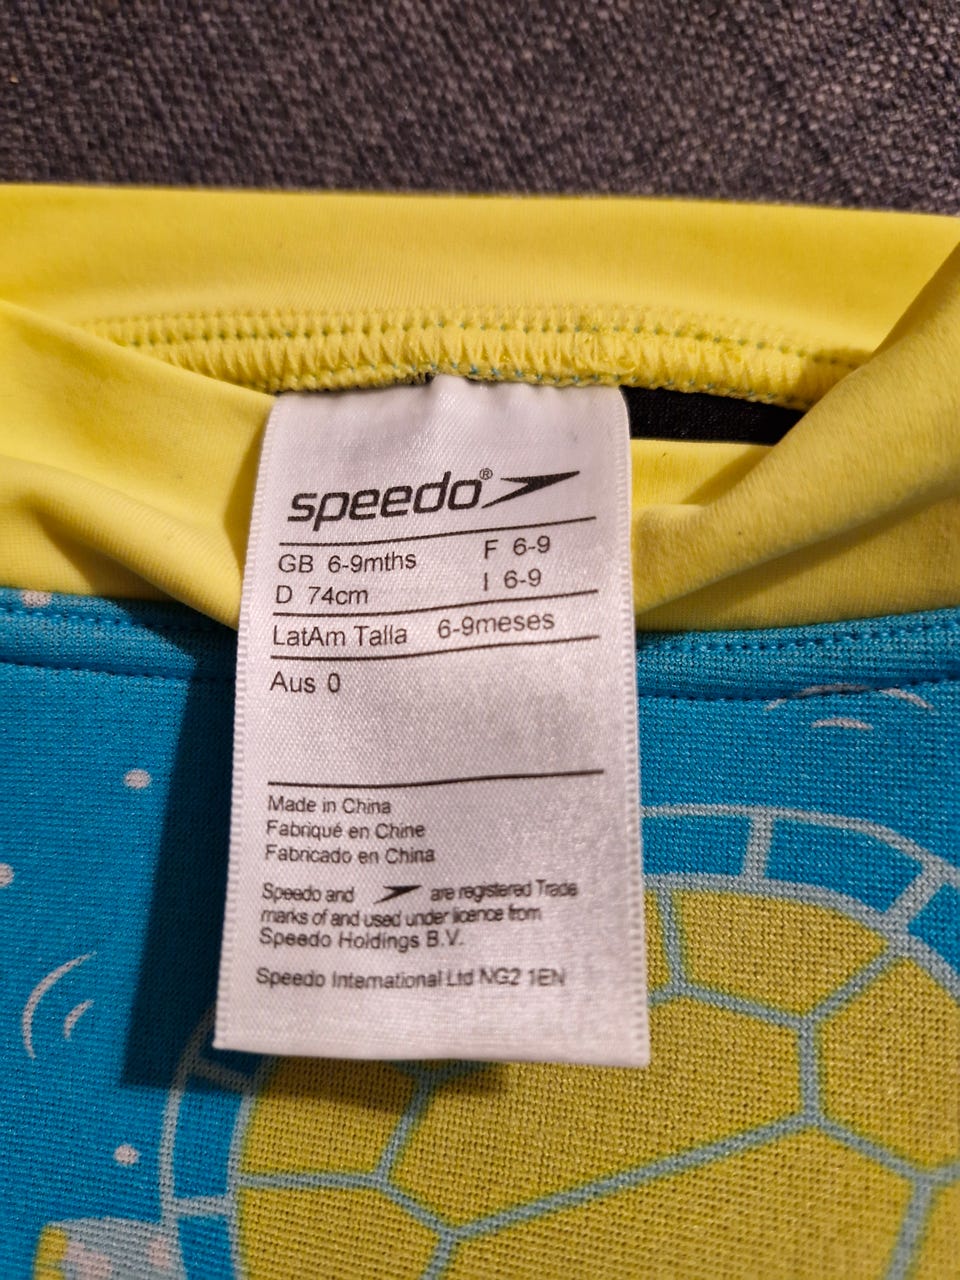 speedo®
GB 6-9mths F 6-9
D 74cm I 6-9
LatAm Talla 6-9meses
Aus 0
Made in China
Fabriqué en Chine
Fabricado en China
Speedo and are registered Trade
marks of and used under licence from
Speedo Holdings B.V.
Speedo International Ltd NG2 1EN